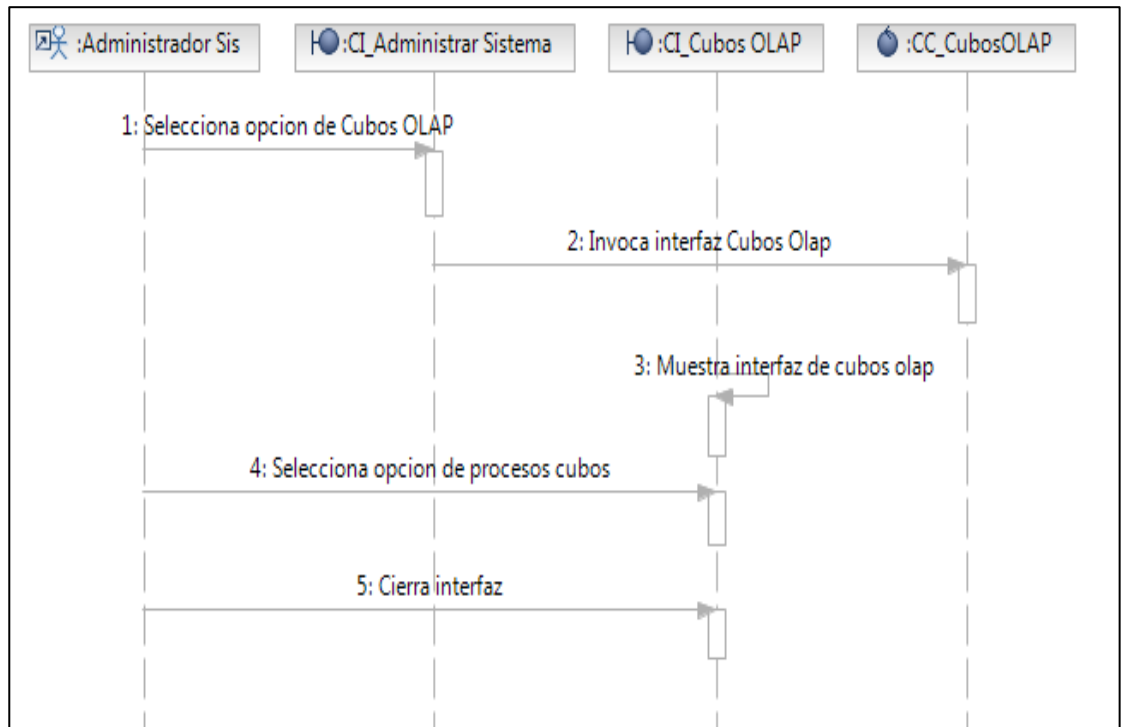 :Administrador Sis
:CI_Administrar Sistema
:CI_Cubos OLAP
:CC_CubosOLAP
1: Selecciona opcion de Cubos OLAP
2: Invoca interfaz Cubos Olap
3: Muestra interfaz de cubos olap
4: Selecciona opcion de procesos cubos
5: Cierra interfaz